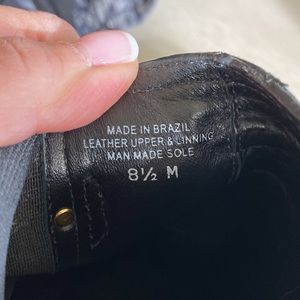 MADE IN BRAZIL
LEATHER UPPER & LINNING
MAN MADE SOLE
8½ M